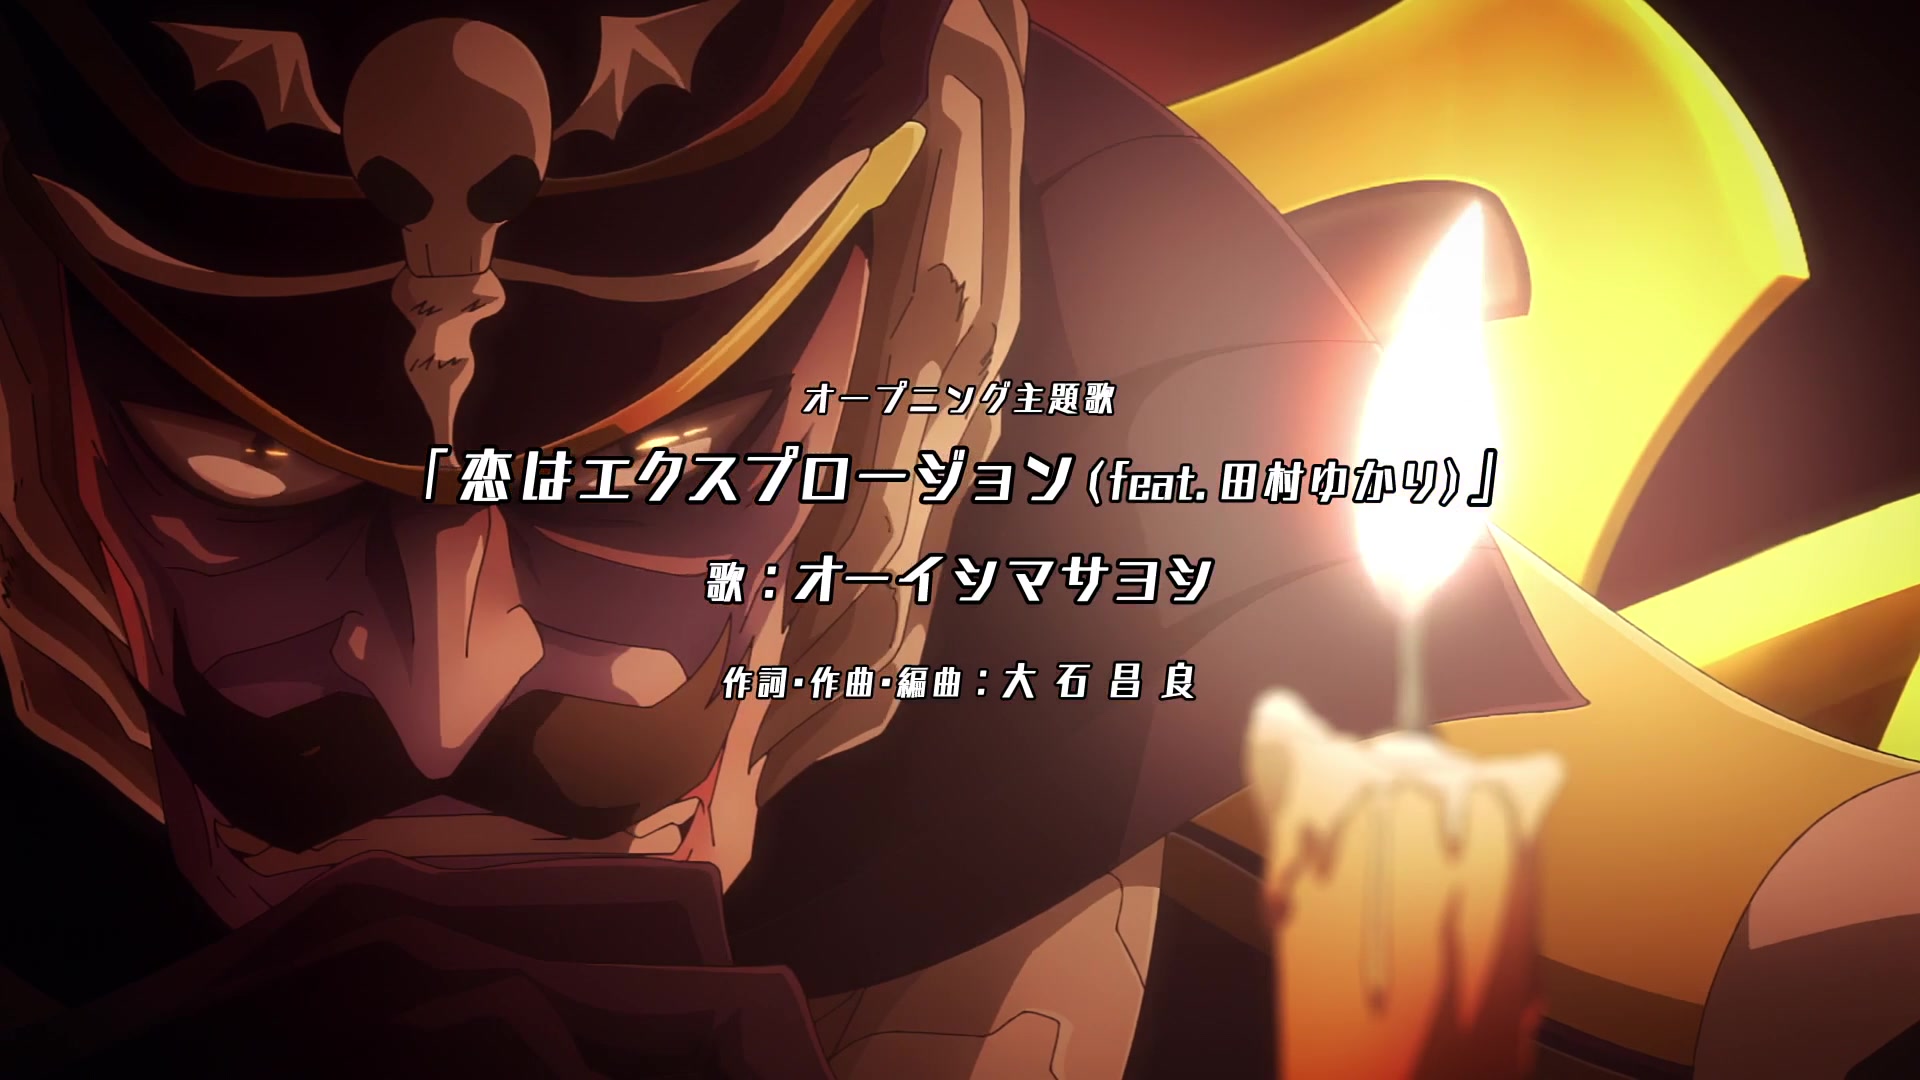 オープニング主題歌
「恋はエクスプロージョン（feat. 田村ゆかり）」
歌：オーイシマサヨシ
作詞・作曲・編曲：大石昌良